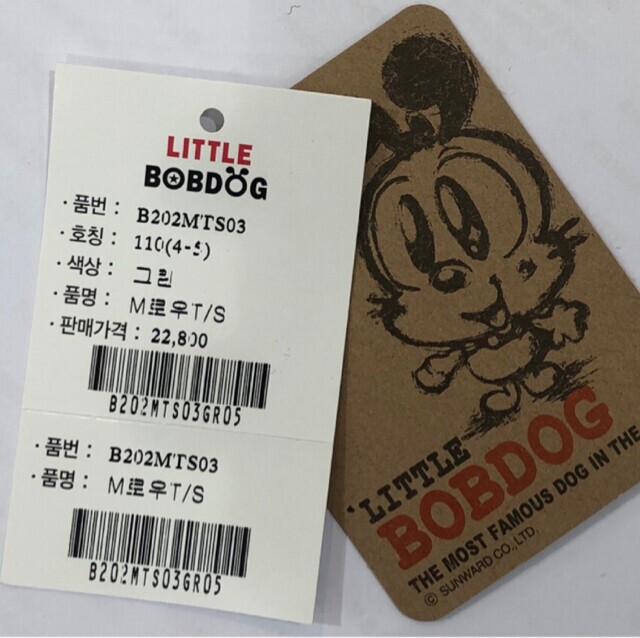 LITTLE
BOBDOG
· 품번 : B202MTS03
· 호칭 : 110(4-5)
· 색상 : 그린
· 품명 : M로우T/S
· 판매가격 : 22,800
B202MTS03GR05
· 품번 : B202MTS03
· 품명 : M로우T/S
B202MTS03GR05
'LITTLE
BOBDOG
THE MOST FAMOUS DOG IN THE
© SUNWARD CO.,LTD.